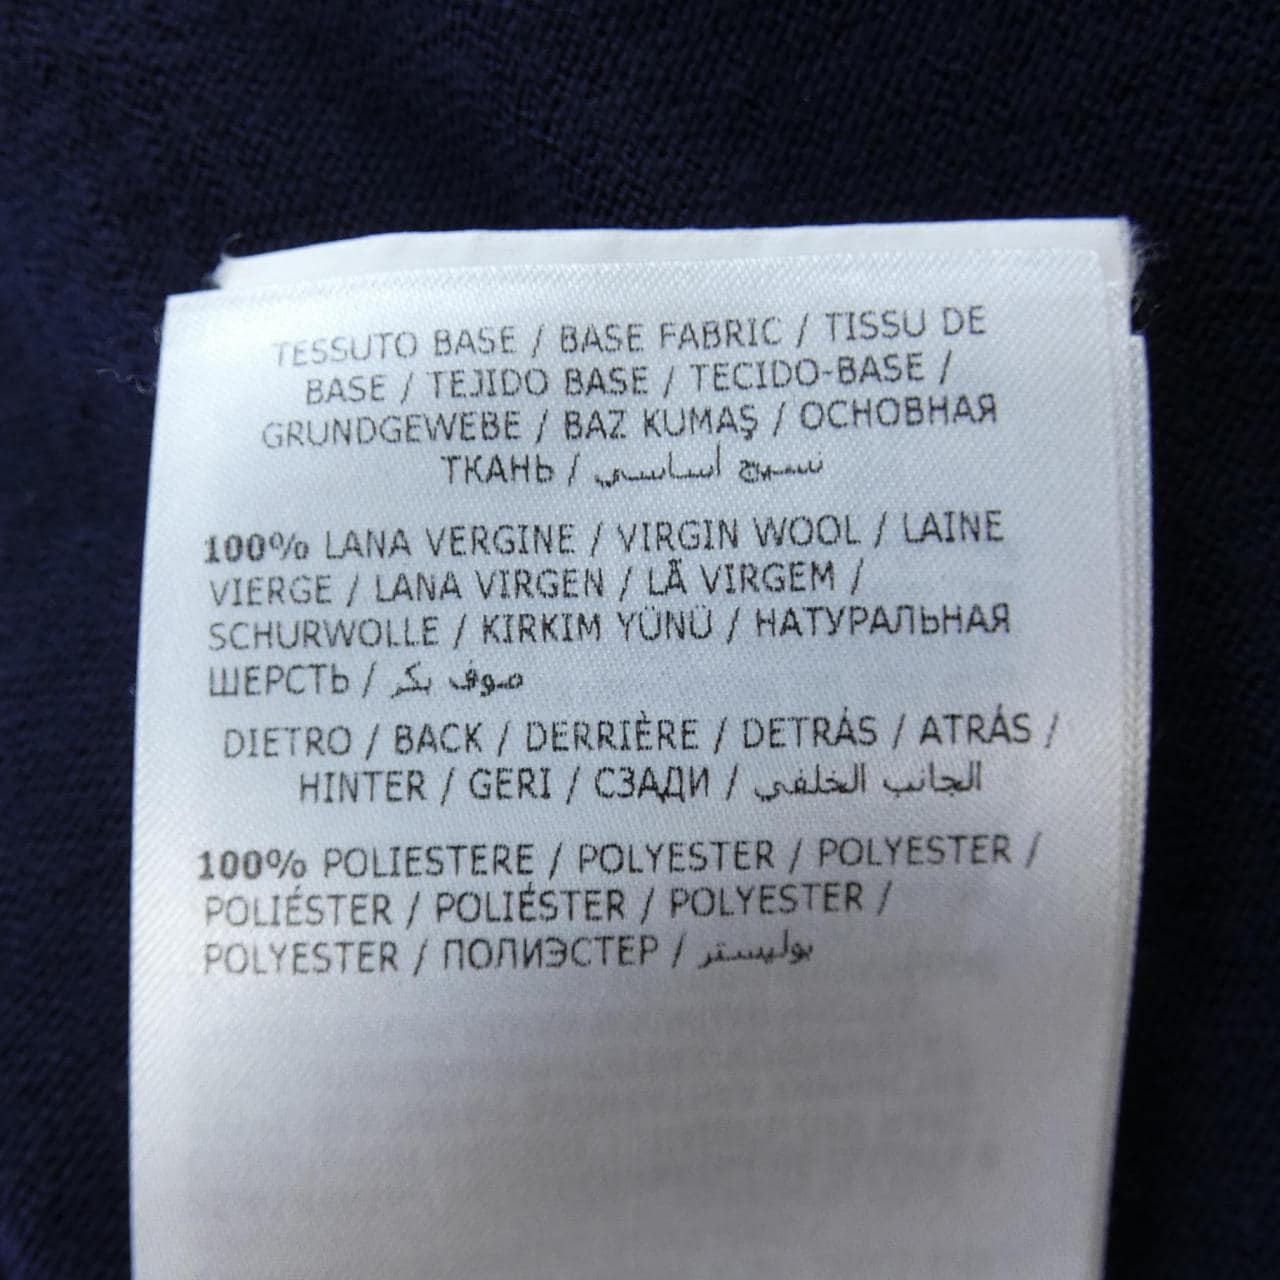 TESSUTO BASE / BASE FABRIC / TISSU DE
BASE / TEJIDO BASE / TECIDO-BASE /
GRUNDGEWEBE / BAZ KUMAŞ / ОСНОВНАЯ
ТКАНЬ / نسيج أساسي
100% LANA VERGINE / VIRGIN WOOL / LAINE
VIERGE / LANA VIRGEN / LÃ VIRGEM /
SCHURWOLLE / KIRKIM YÜNÜ / НАТУРАЛЬНАЯ
ШЕРСТЬ / صوف بكر
DIETRO / BACK / DERRIÈRE / DETRÁS / ATRÁS /
HINTER / GERI / СЗАДИ / الجانب الخلفي
100% POLIESTERE / POLYESTER / POLYESTER /
POLIÉSTER / POLIÉSTER / POLYESTER /
POLYESTER / ПОЛИЭСТЕР / بوليستر